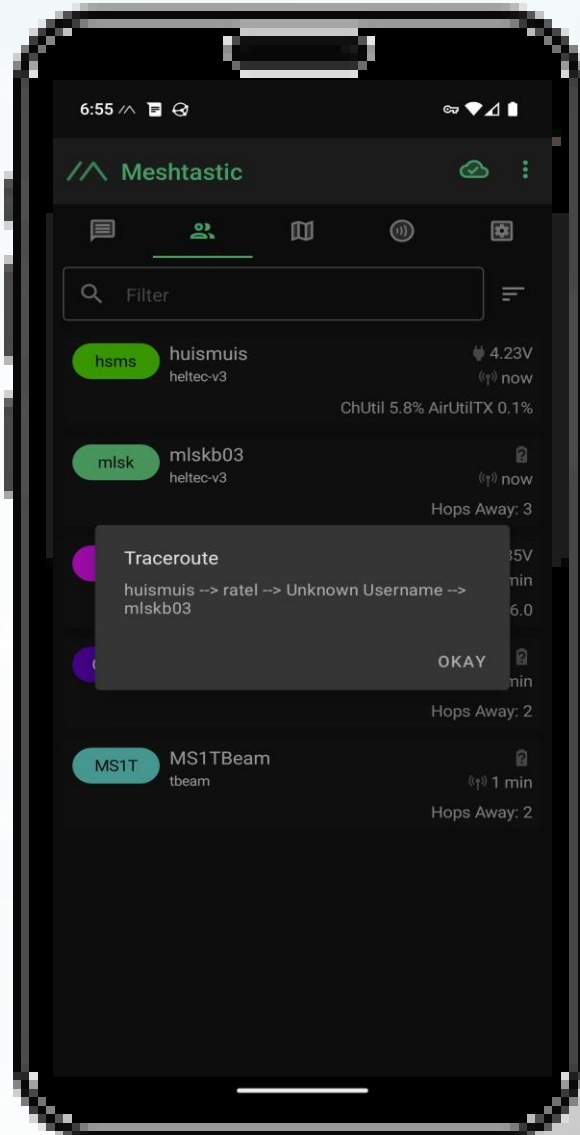 6:55
Meshtastic
Filter
hsms
huismuis
4.23V
heltec-v3
now
ChUtil 5.8% AirUtilTX 0.1%
mlsk
mlskb03
heltec-v3
now
Hops Away: 3
Traceroute
huismuis --> ratel --> Unknown Username -->
mlskb03
OKAY
Hops Away: 2
MS1T
MS1TBeam
tbeam
1 min
Hops Away: 2